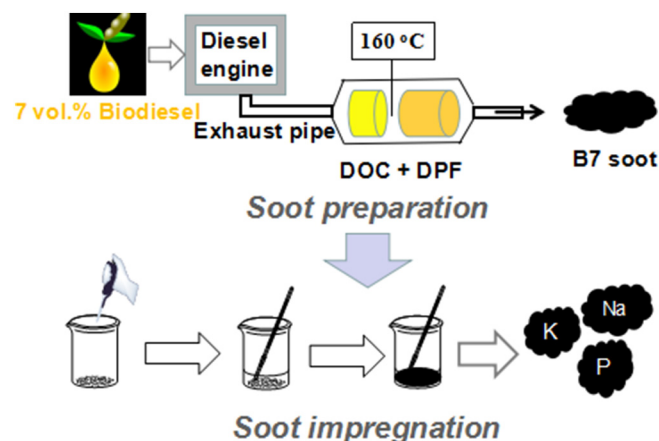 Diesel
engine
160 °C
7 vol.% Biodiesel
Exhaust pipe
DOC + DPF
B7 soot
Soot preparation
K
Na
P
Soot impregnation